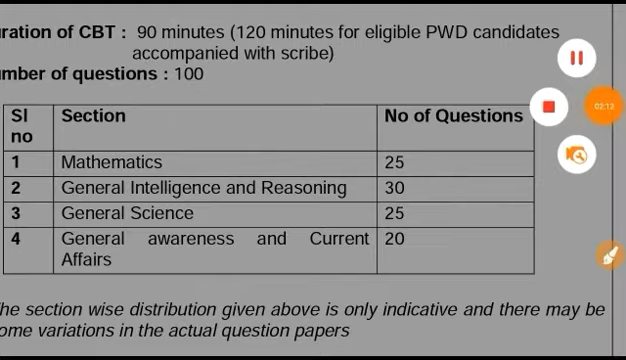 ration of CBT : 90 minutes (120 minutes for eligible PWD candidates
accompanied with scribe)
umber of questions : 100
Sl no Section No of Questions
1 Mathematics 25
2 General Intelligence and Reasoning 30
3 General Science 25
4 General awareness and Current Affairs 20
he section wise distribution given above is only indicative and there may be
ome variations in the actual question papers
02:13